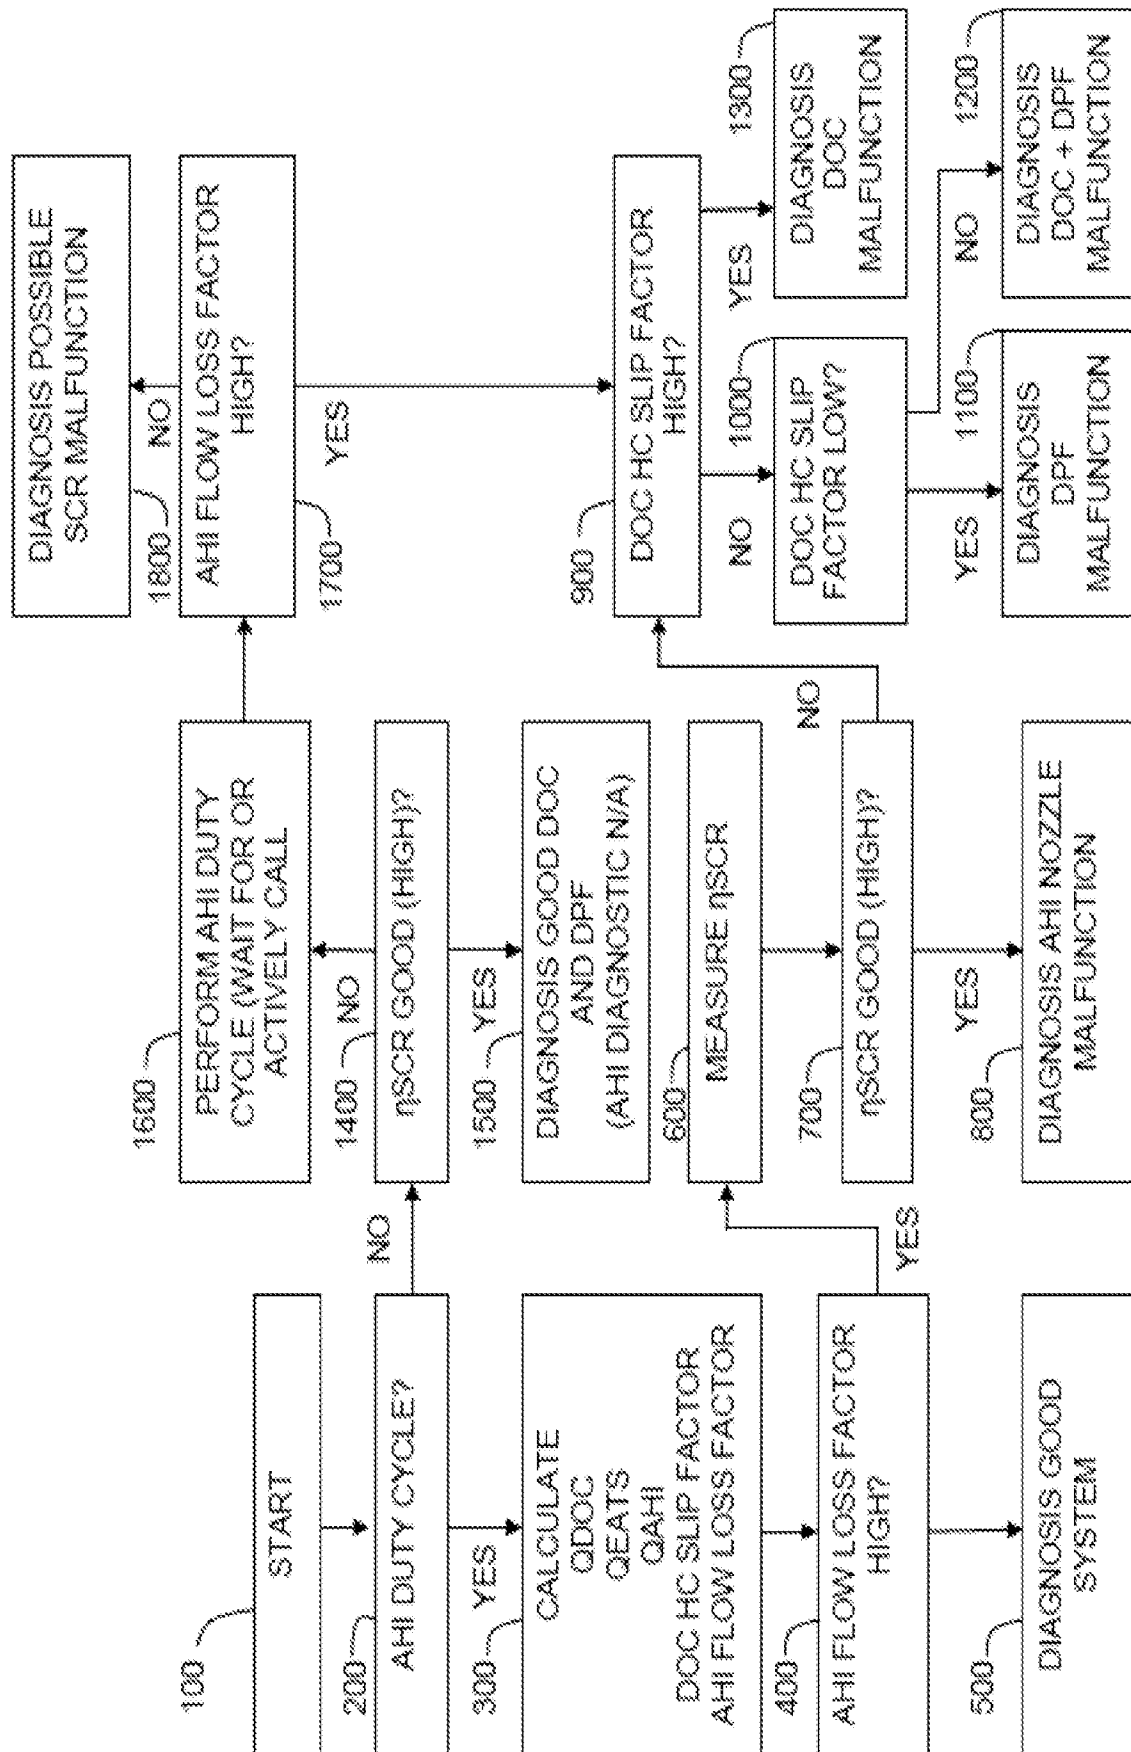 100
START
200
AHI DUTY CYCLE?
NO
YES
300
CALCULATE
QDOC
QEATS
QAHI
DOC HC SLIP FACTOR
AHI FLOW LOSS FACTOR
400
AHI FLOW LOSS FACTOR
HIGH?
YES
500
DIAGNOSIS GOOD
SYSTEM
1600
PERFORM AHI DUTY
CYCLE (WAIT FOR OR
ACTIVELY CALL
NO
1400
ηSCR GOOD (HIGH)?
YES
1500
DIAGNOSIS GOOD DOC
AND DPF
(AHI DIAGNOSTIC N/A)
600
MEASURE ηSCR
700
ηSCR GOOD (HIGH)?
NO
YES
800
DIAGNOSIS AHI NOZZLE
MALFUNCTION
DIAGNOSIS POSSIBLE
SCR MALFUNCTION
1800
NO
AHI FLOW LOSS FACTOR
HIGH?
1700
YES
900
DOC HC SLIP FACTOR
HIGH?
NO
YES
1000
DOC HC SLIP
FACTOR LOW?
1300
DIAGNOSIS
DOC
MALFUNCTION
YES
NO
1100
DIAGNOSIS
DPF
MALFUNCTION
1200
DIAGNOSIS
DOC + DPF
MALFUNCTION